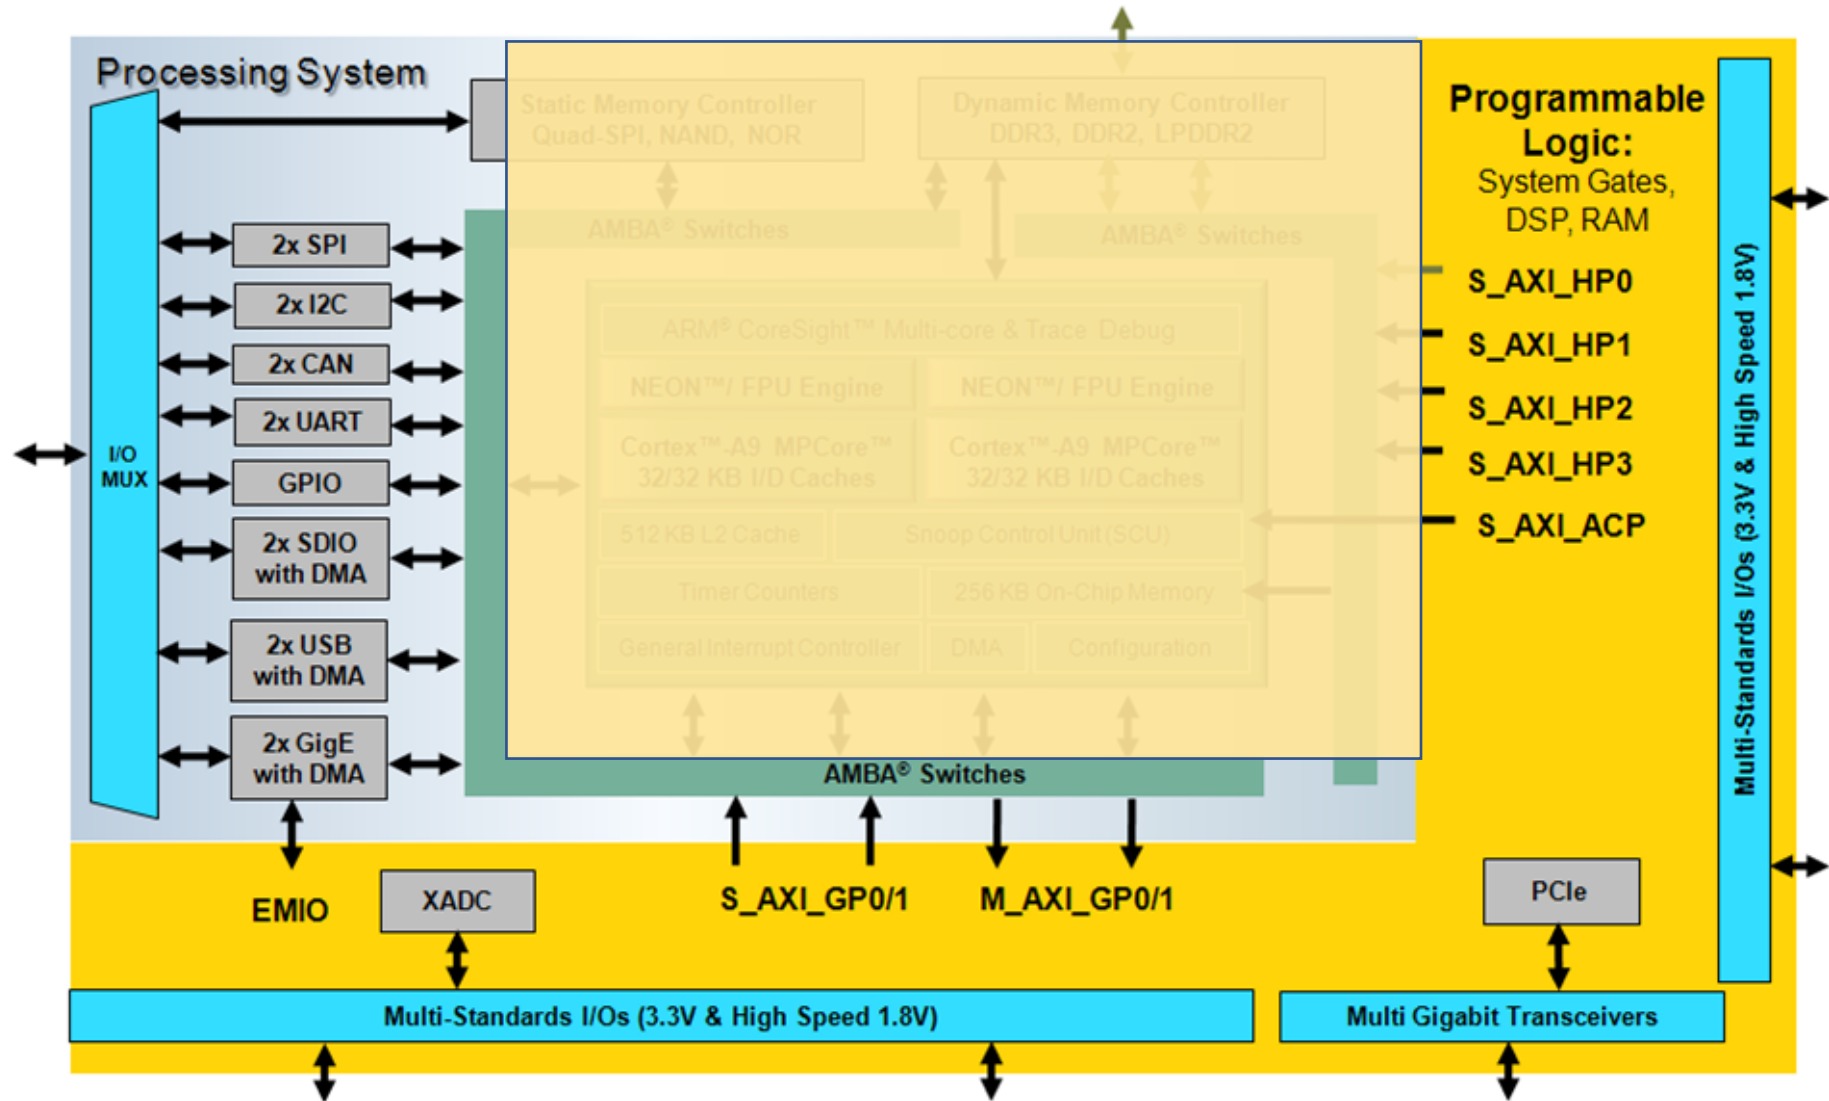 Processing System
Static Memory Controller
Quad-SPI, NAND, NOR
Dynamic Memory Controller
DDR3, DDR2, LPDDR2
Programmable
Logic:
System Gates,
DSP, RAM
AMBA® Switches
AMBA® Switches
2x SPI
2x I2C
2x CAN
2x UART
GPIO
2x SDIO
with DMA
2x USB
with DMA
2x GigE
with DMA
I/O
MUX
ARM® CoreSight™ Multi-core & Trace Debug
NEON™/ FPU Engine
NEON™/ FPU Engine
Cortex™-A9 MPCore™
32/32 KB I/D Caches
Cortex™-A9 MPCore™
32/32 KB I/D Caches
512 KB L2 Cache
Snoop Control Unit (SCU)
Timer Counters
256 KB On-Chip Memory
General Interrupt Controller
DMA
Configuration
AMBA® Switches
S_AXI_HP0
S_AXI_HP1
S_AXI_HP2
S_AXI_HP3
S_AXI_ACP
Multi-Standards I/Os (3.3V & High Speed 1.8V)
EMIO
XADC
S_AXI_GP0/1
M_AXI_GP0/1
PCIe
Multi-Standards I/Os (3.3V & High Speed 1.8V)
Multi Gigabit Transceivers